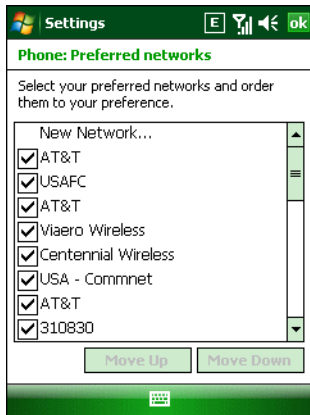 Settings
E
ok
Phone: Preferred networks
Select your preferred networks and order
them to your preference.
New Network...
AT&T
USAFC
AT&T
Viaero Wireless
Centennial Wireless
USA - Commnet
AT&T
310830
Move Up
Move Down